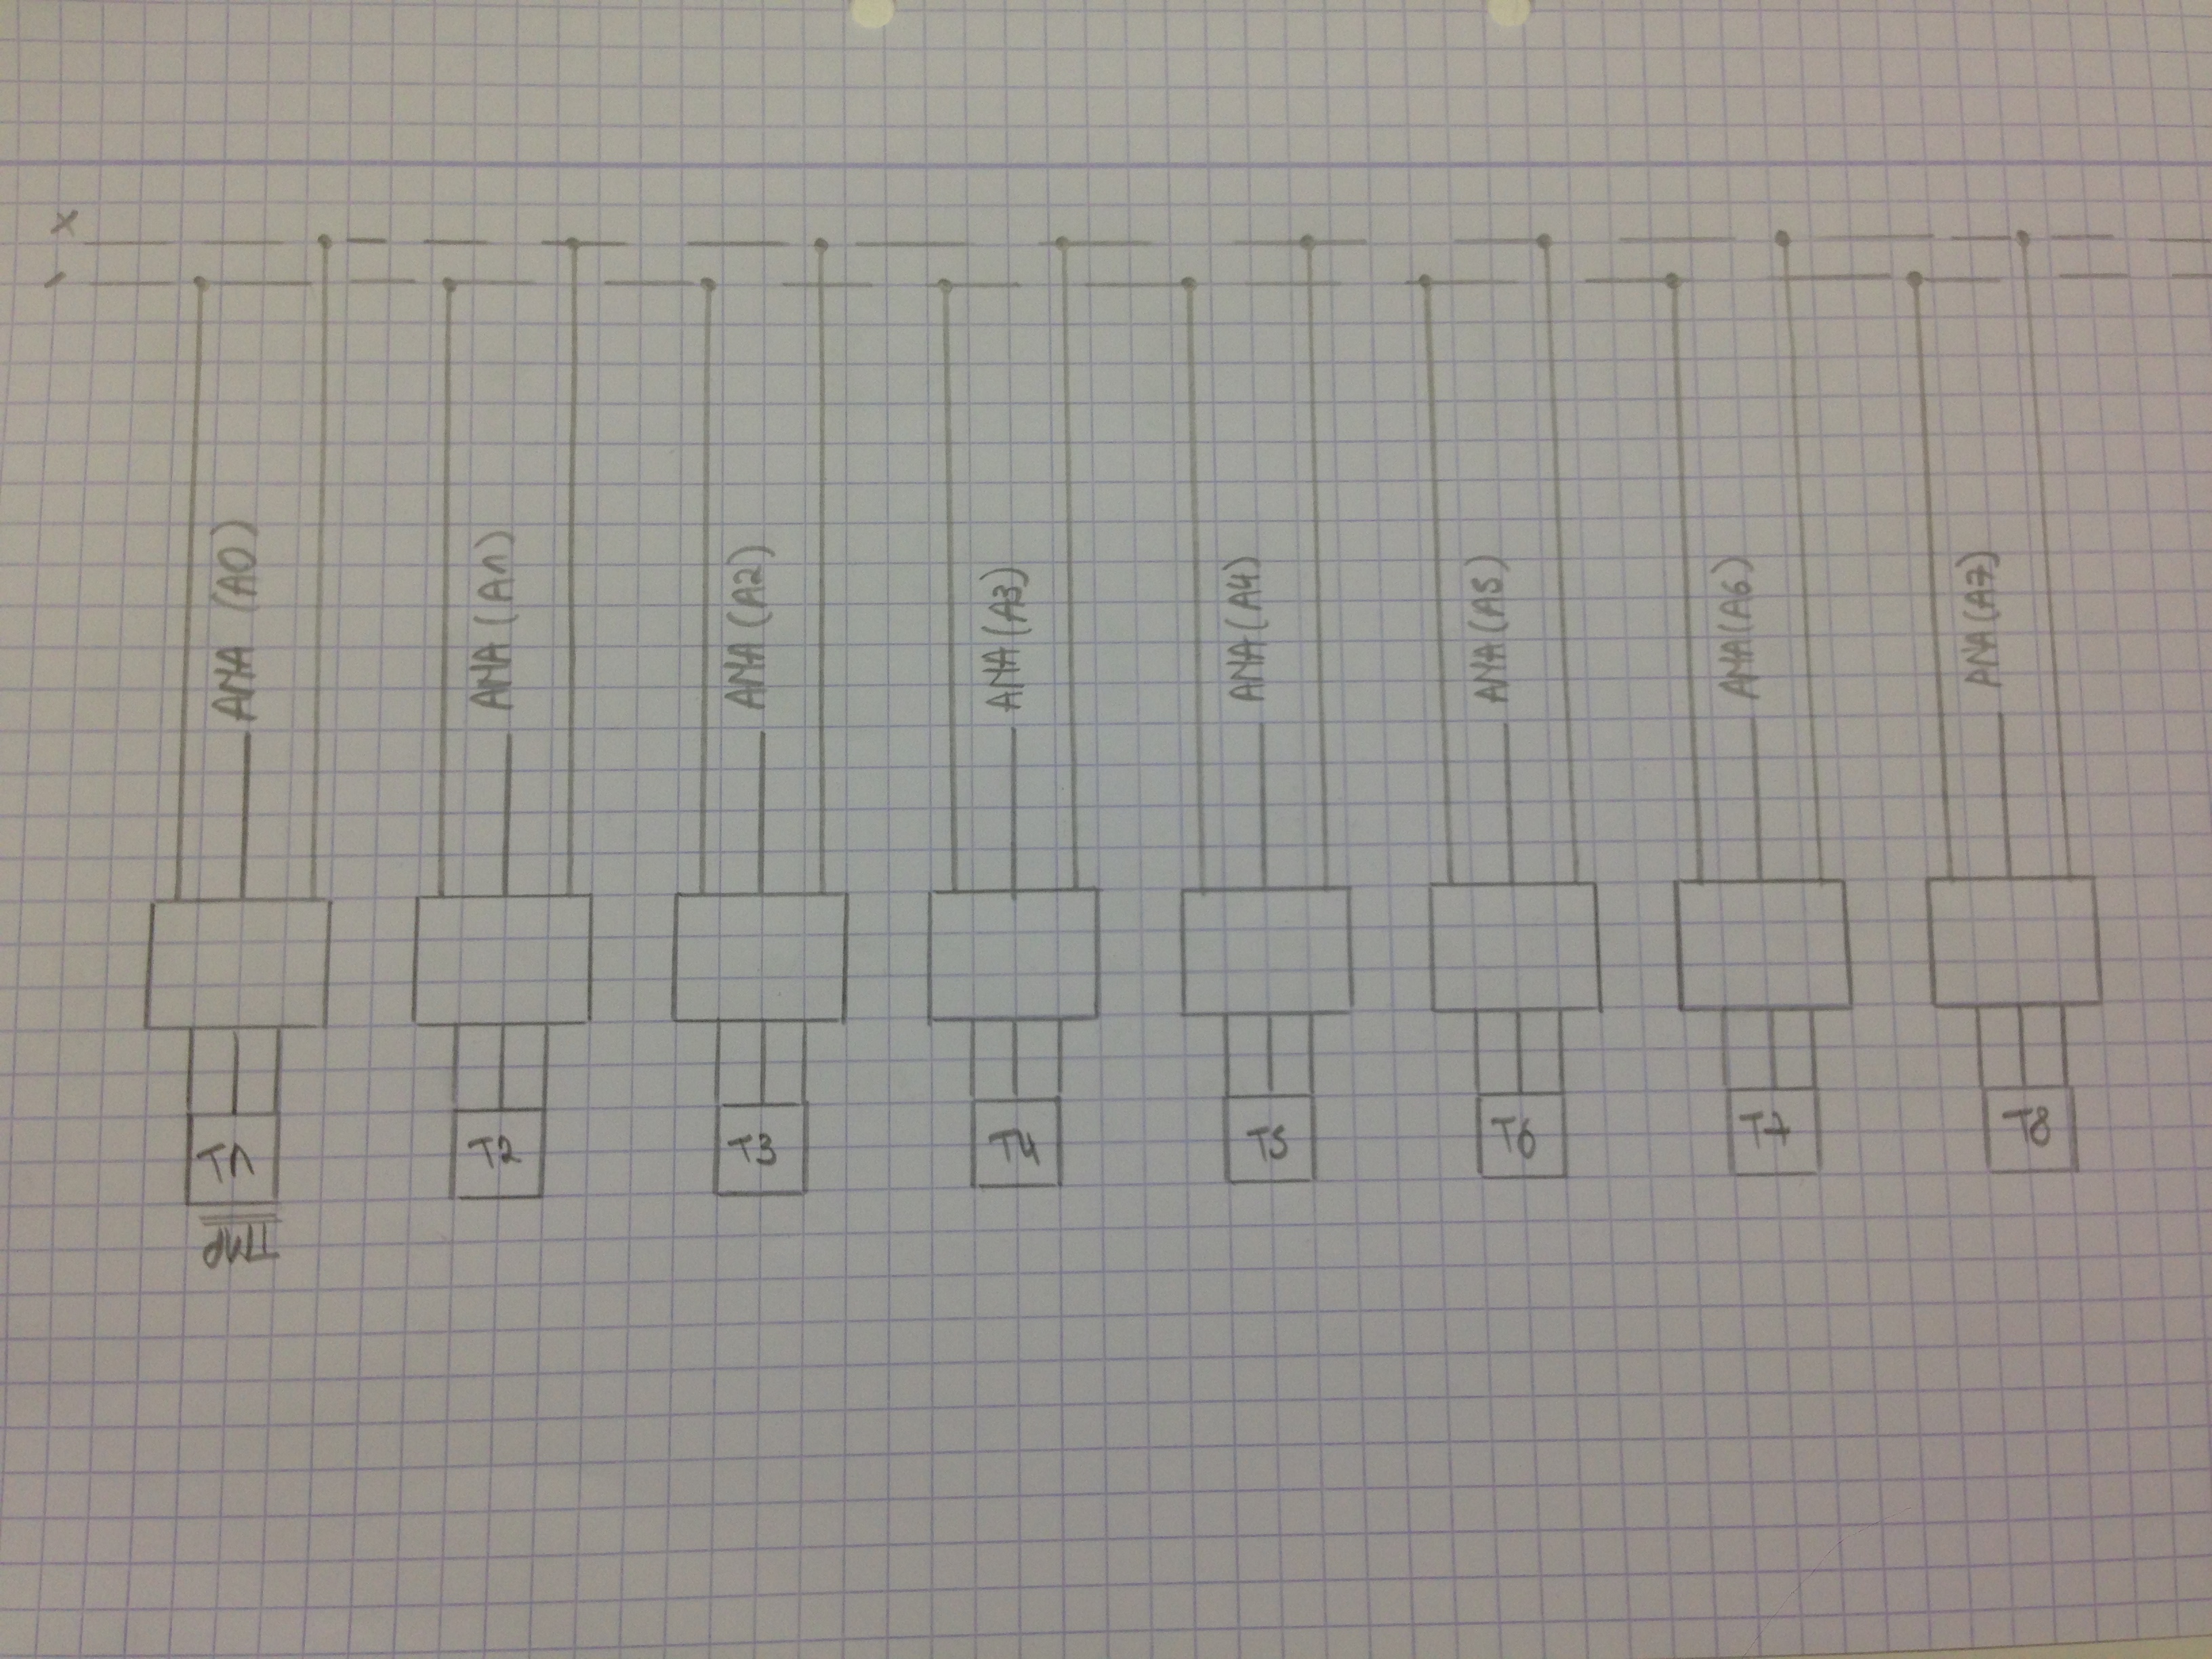 TMP
T1
T2
T3
T4
T5
T6
T7
T8
ANA (A0)
ANA (A1)
ANA (A2)
ANA (A3)
ANA (A4)
ANA (A5)
ANA (A6)
ANA (A7)
-
+